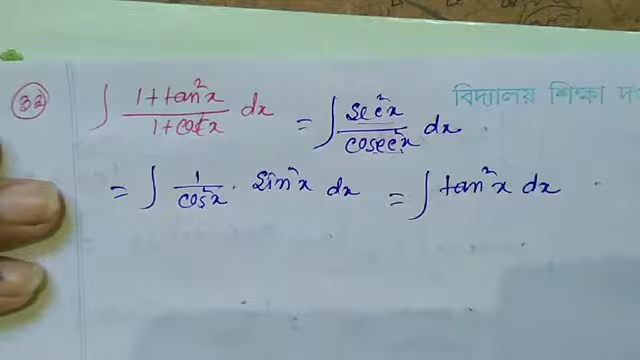 বিদ্যালয় শিক্ষা
32 ∫ (1+tan²x)/(1+cot²x) dx = ∫ sec²x/cosec²x dx
= ∫ 1/cos²x · sin²x dx = ∫ tan²x dx